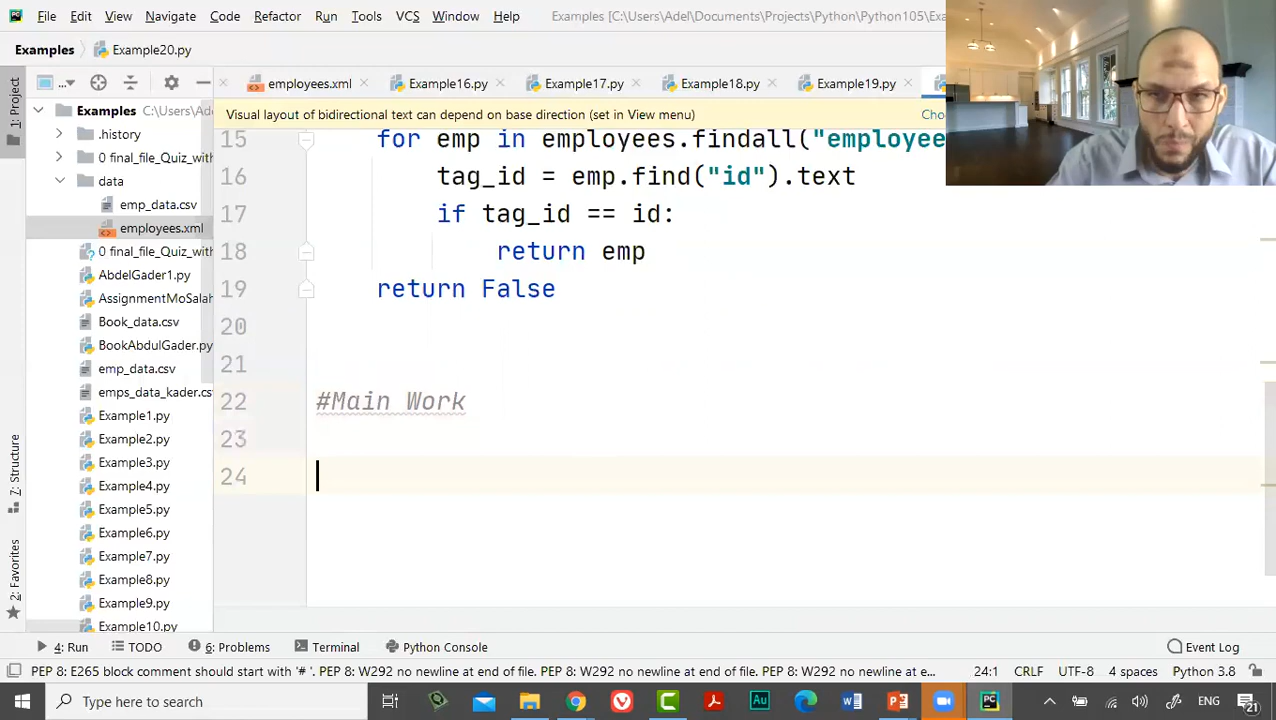 File Edit View Navigate Code Refactor Run Tools VCS Window Help Examples [C:\Users\Adel\Documents\Projects\Python\Python105\Exa
Examples Example20.py
employees.xml Example16.py Example17.py Example18.py Example19.py
1: Project
Examples C:\Users\Ade
Visual layout of bidirectional text can depend on base direction (set in View menu) Cho
.history
0 final_file_Quiz_with
data
emp_data.csv
employees.xml
0 final_file_Quiz_with
AbdelGader1.py
AssignmentMoSalah
Book_data.csv
BookAbdulGader.py
emp_data.csv
emps_data_kader.csv
Example1.py
Example2.py
Example3.py
Example4.py
Example5.py
Example6.py
Example7.py
Example8.py
Example9.py
Example10.py
7: Structure
2: Favorites
15 for emp in employees.findall("employee
16 tag_id = emp.find("id").text
17 if tag_id == id:
18 return emp
19 return False
20
21
22 #Main Work
23
24
4: Run TODO 6: Problems Terminal Python Console Event Log
PEP 8: E265 block comment should start with '# '. PEP 8: W292 no newline at end of file. PEP 8: W292 no newline at end of file. PEP 8: W292 no newline at e... 24:1 CRLF UTF-8 4 spaces Python 3.8
Type here to search ENG 21